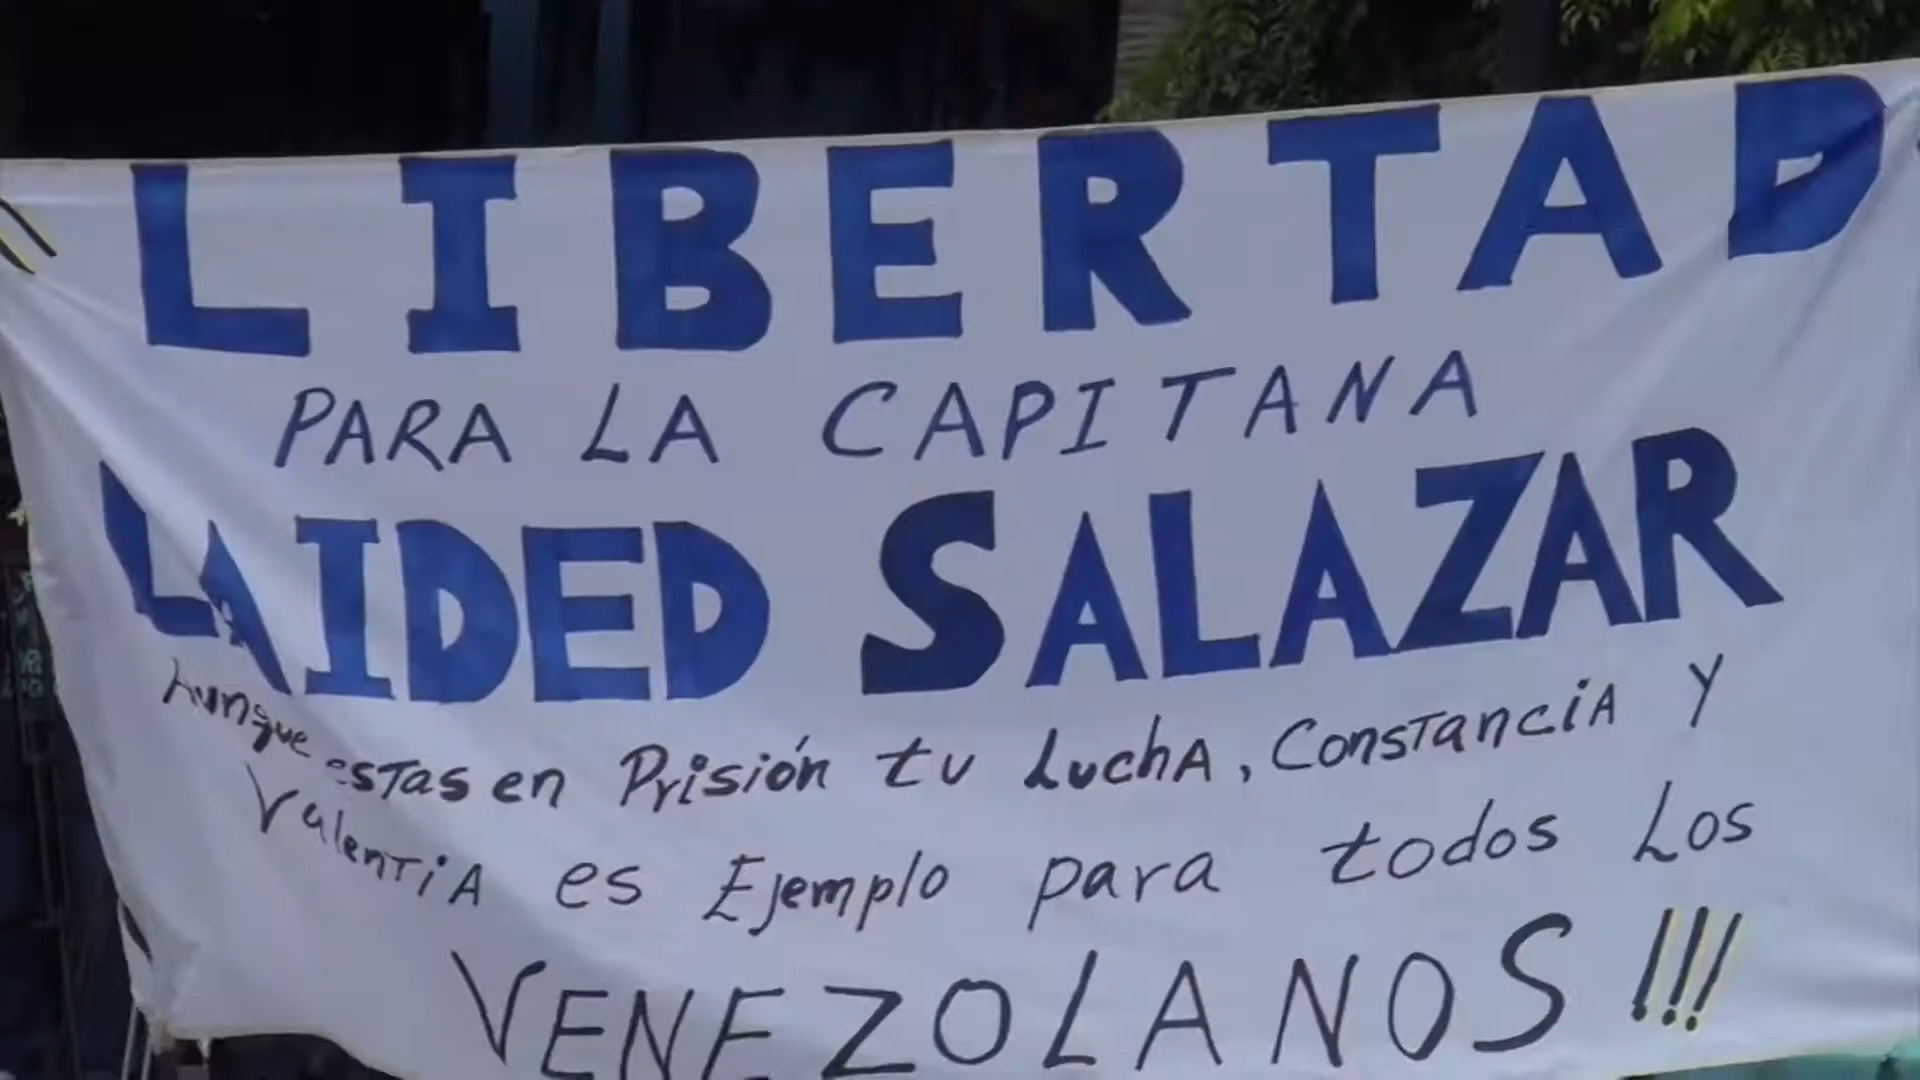 LIBERTAD
PARA LA CAPITANA
LAIDED SALAZAR
Aunque estas en Prisión tu Lucha, Constancia y
Valentia es Ejemplo para todos Los
VENEZOLANOS!!!